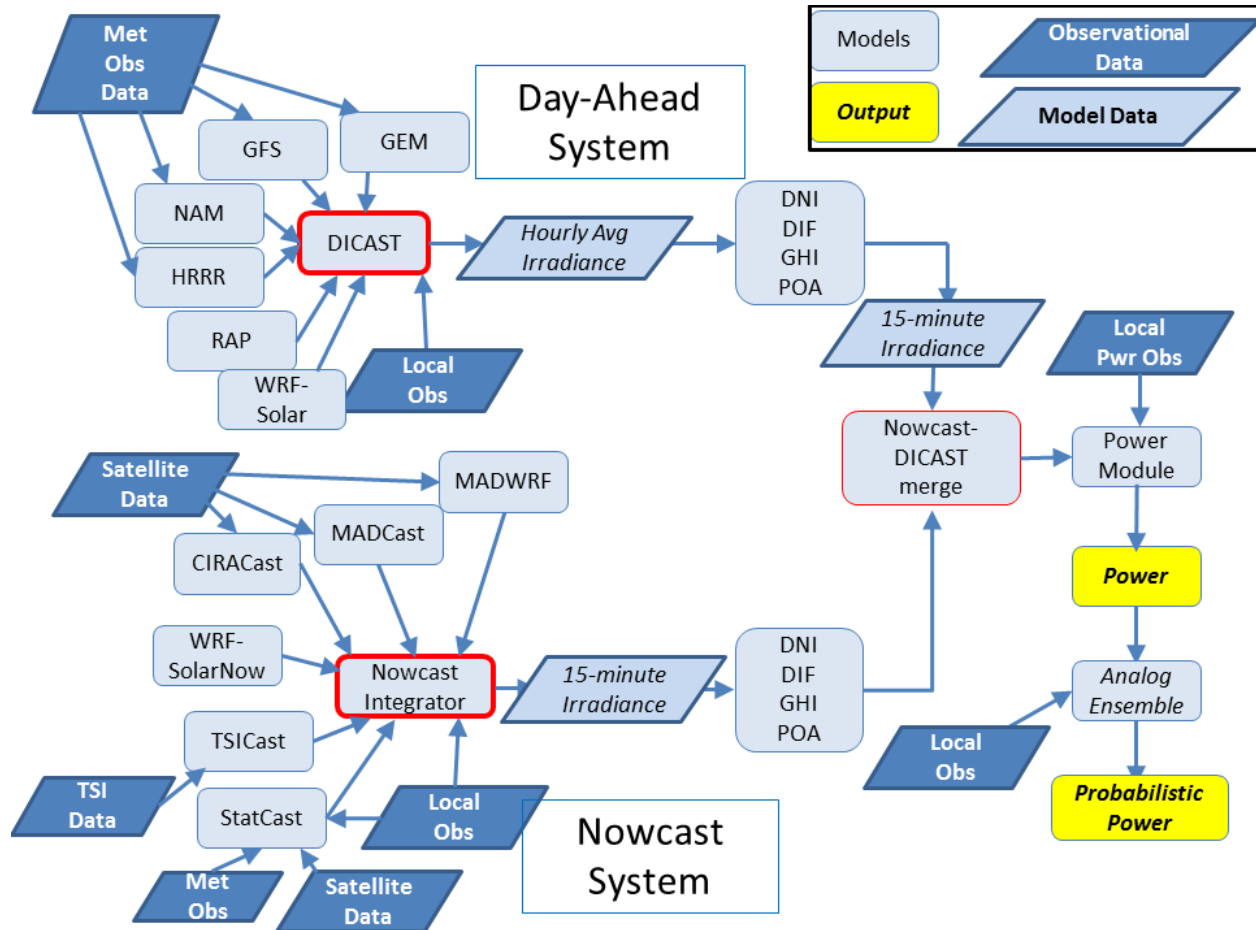 Met
Obs
Data
Day-Ahead
System
Models
Observational
Data
Output
Model Data
GFS
GEM
NAM
HRRR
DICAST
RAP
WRF-
Solar
Local
Obs
Hourly Avg
Irradiance
DNI
DIF
GHI
POA
15-minute
Irradiance
Local
Pwr Obs
Nowcast-
DICAST
merge
Power
Module
Power
Analog
Ensemble
Local
Obs
Probabilistic
Power
Satellite
Data
MADWRF
MADCast
CIRACast
WRF-
SolarNow
Nowcast
Integrator
15-minute
Irradiance
DNI
DIF
GHI
POA
TSICast
TSI
Data
StatCast
Local
Obs
Met
Obs
Satellite
Data
Nowcast
System